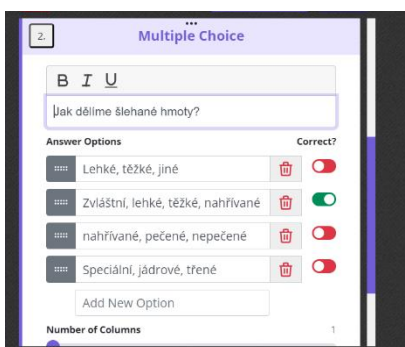 2.
Multiple Choice
B I U
Jak dělíme šlehané hmoty?
Answer Options Correct?
Lehké, těžké, jiné
Zvláštní, lehké, těžké, nahřívané
nahřívané, pečené, nepečené
Speciální, jádrové, třené
Add New Option
Number of Columns 1